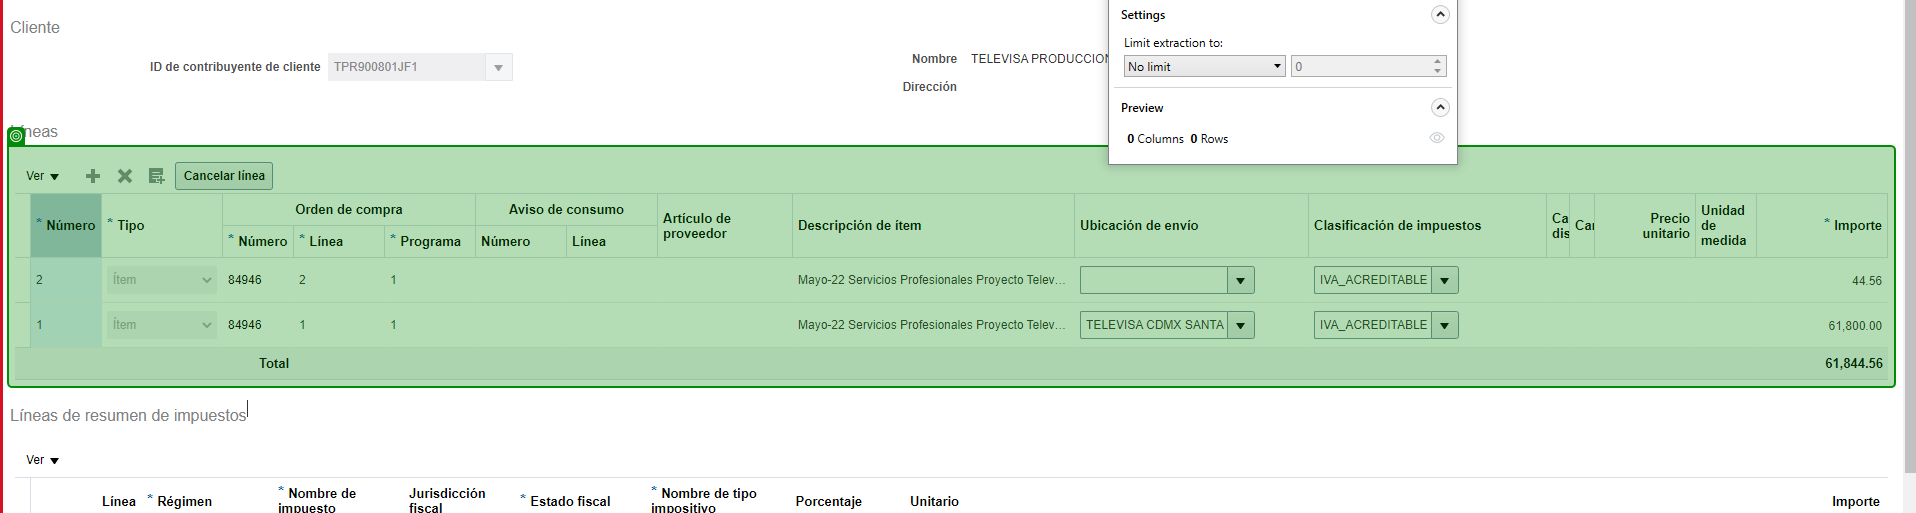 Cliente
ID de contribuyente de cliente TPR900801JF1
Nombre TELEVISA PRODUCCION
Dirección
Settings
Limit extraction to:
No limit 0
Preview
0 Columns 0 Rows
Líneas
Ver Cancelar línea
* Número * Tipo Orden de compra Aviso de consumo Artículo de proveedor Descripción de ítem Ubicación de envío Clasificación de impuestos Ca dis Cai Precio unitario Unidad de medida * Importe
* Número * Línea * Programa Número Línea
2 Ítem 84946 2 1 Mayo-22 Servicios Profesionales Proyecto Telev... IVA_ACREDITABLE 44.56
1 Ítem 84946 1 1 Mayo-22 Servicios Profesionales Proyecto Telev... TELEVISA CDMX SANTA IVA_ACREDITABLE 61,800.00
Total 61,844.56
Líneas de resumen de impuestos
Ver
Línea * Régimen * Nombre de impuesto Jurisdicción fiscal * Estado fiscal * Nombre de tipo impositivo Porcentaje Unitario Importe